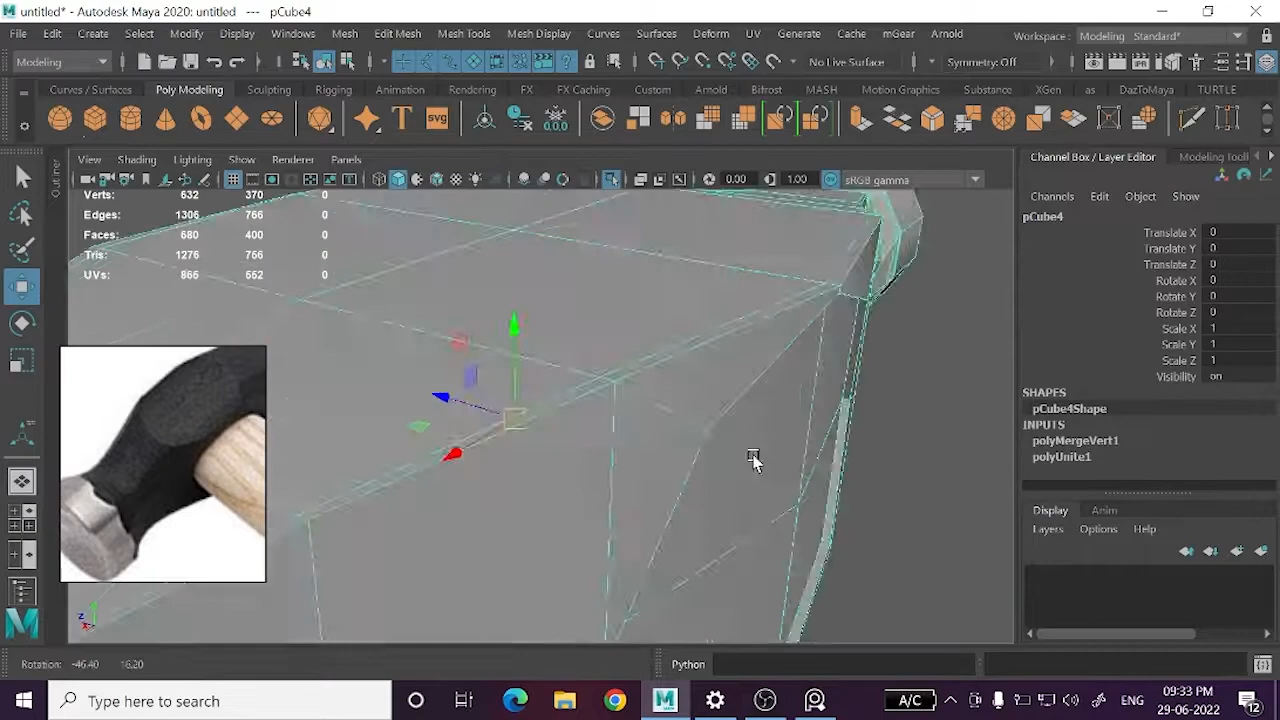 untitled* - Autodesk Maya 2020: untitled --- pCube4
File Edit Create Select Modify Display Windows Mesh Edit Mesh Mesh Tools Mesh Display Curves Surfaces Deform UV Generate Cache mGear Arnold Workspace : Modeling Standard*
Modeling No Live Surface Symmetry: Off
Curves / Surfaces Poly Modeling Sculpting Rigging Animation Rendering FX FX Caching Custom Arnold Bifrost MASH Motion Graphics Substance XGen as DazToMaya TURTLE
T svg
Outliner
View Shading Lighting Show Renderer Panels
Channel Box / Layer Editor Modeling Tooll
0.00 1.00 sRGB gamma
Verts: 632 370 0
Edges: 1306 766 0
Faces: 680 400 0
Tris: 1276 756 0
UVs: 866 652 0
Channels Edit Object Show
pCube4
Translate X 0
Translate Y 0
Translate Z 0
Rotate X 0
Rotate Y 0
Rotate Z 0
Scale X 1
Scale Y 1
Scale Z 1
Visibility on
SHAPES
pCube4Shape
INPUTS
polyMergeVert1
polyUnite1
Display Anim
Layers Options Help
Rotation: -46.40 16.20
Python
Type here to search
A/C
ENG
09:33 PM
29-06-2022
12